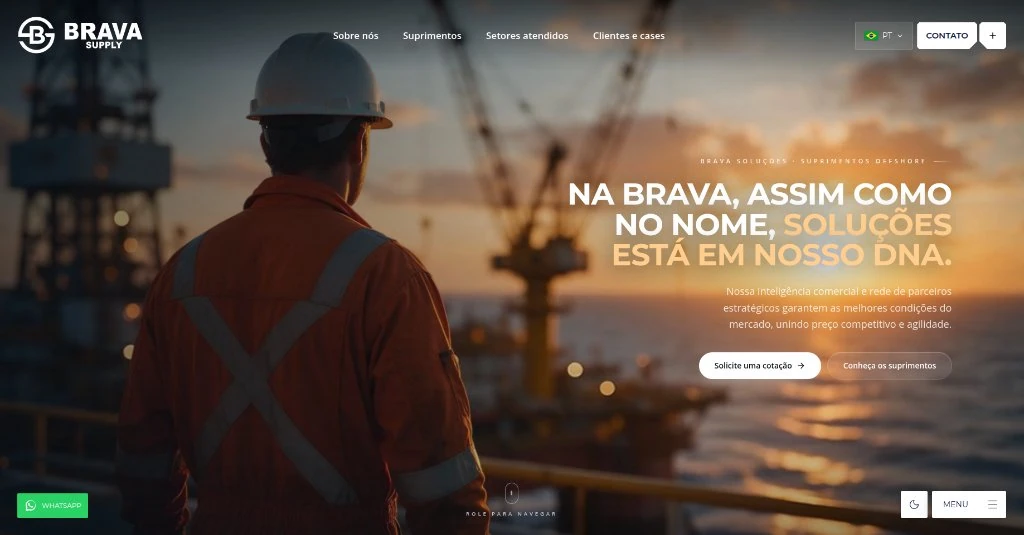 BRAVA
SUPPLY
Sobre nós
Suprimentos
Setores atendidos
Clientes e cases
PT
CONTATO
+
BRAVA SOLUÇÕES · SUPRIMENTOS OFFSHORE
NA BRAVA, ASSIM COMO
NO NOME, SOLUÇÕES
ESTÁ EM NOSSO DNA.
Nossa inteligência comercial e rede de parceiros
estratégicos garantem as melhores condições do
mercado, unindo preço competitivo e agilidade.
Solicite uma cotação →
Conheça os suprimentos
WHATSAPP
ROLE PARA NAVEGAR
MENU